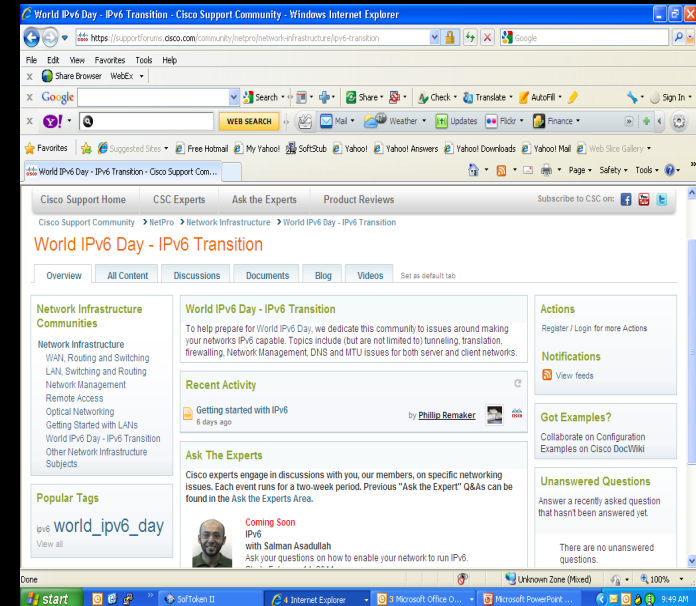 World IPv6 Day - IPv6 Transition - Cisco Support Community - Windows Internet Explorer
https://supportforums.cisco.com/community/netpro/network-infrastructure/ipv6-transition
Google
File Edit View Favorites Tools Help
x Share Browser WebEx
x Google Search Share Check Translate AutoFill Sign In
x Y! WEB SEARCH Mail Weather Updates Flickr Finance
Favorites Suggested Sites Free Hotmail My Yahoo! SoftStub Yahoo! Yahoo! Answers Yahoo! Downloads Yahoo! Mail Web Slice Gallery
World IPv6 Day - IPv6 Transition - Cisco Support Com... Page Safety Tools
Cisco Support Home CSC Experts Ask the Experts Product Reviews Subscribe to CSC on:
Cisco Support Community > NetPro > Network Infrastructure > World IPv6 Day - IPv6 Transition
World IPv6 Day - IPv6 Transition
Overview All Content Discussions Documents Blog Videos Set as default tab
Network Infrastructure
Communities
Network Infrastructure
WAN, Routing and Switching
LAN, Switching and Routing
Network Management
Remote Access
Optical Networking
Getting Started with LANs
World IPv6 Day - IPv6 Transition
Other Network Infrastructure
Subjects
Popular Tags
ipv6 world_ipv6_day
View all
World IPv6 Day - IPv6 Transition
To help prepare for World IPv6 Day, we dedicate this community to issues around making
your networks IPv6 capable. Topics include (but are not limited to) tunneling, translation,
firewalling, Network Management, DNS and MTU issues for both server and client networks.
Recent Activity
Getting started with IPv6
6 days ago
by Phillip Remaker
Ask The Experts
Cisco experts engage in discussions with you, our members, on specific networking
issues. Each event runs for a two-week period. Previous "Ask the Expert" Q&As can be
found in the Ask the Experts Area.
Coming Soon
IPv6
with Salman Asadullah
Ask your questions on how to enable your network to run IPv6.
Actions
Register / Login for more Actions
Notifications
View feeds
Got Examples?
Collaborate on Configuration
Examples on Cisco DocWiki
Unanswered Questions
Answer a recently asked question
that hasn't been answered yet.
There are no unanswered
questions.
Done Unknown Zone (Mixed) 100%
start SofToken II 4 Internet Explorer 3 Microsoft Office O... Microsoft PowerPoint ... 9:49 AM